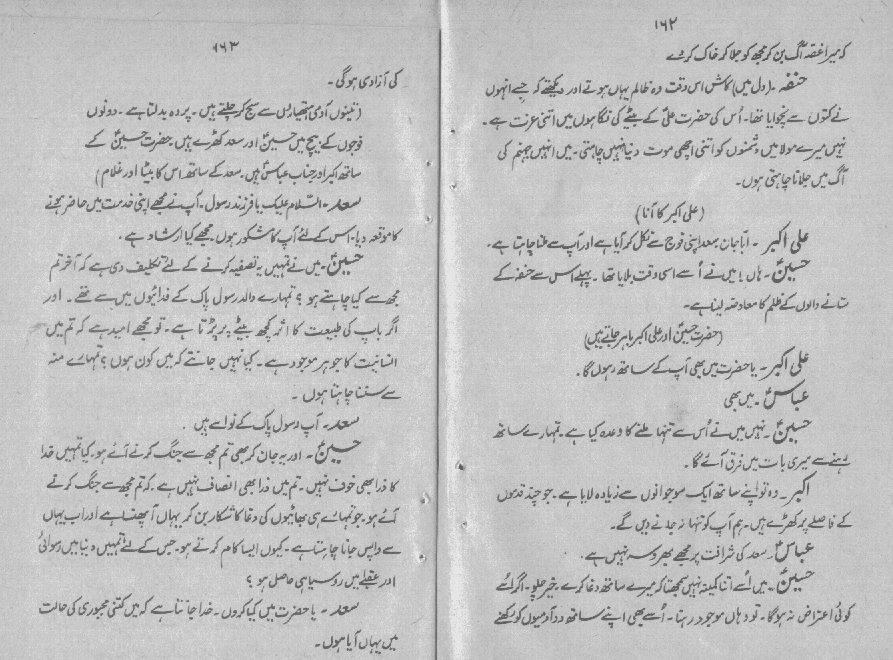 ۱۶۲
کہ میرا غصہ آگ بن کر مجھ کو جلا کر خاک کر دے
حنفہ ۔ (دل میں) کاش اس وقت وہ ظالم یہاں ہوتے اور دیکھتے کہ جسے انہوں
نے کتوں سے نچوایا تھا۔ اُس کی حضرت علیؑ کے بیٹے کی نگاہوں میں اتنی عزت ہے۔
نہیں میرے مولا میں دشمنوں کو اتنی اچھی موت دنیا نہیں چاہتی۔ میں انہیں جہنم کی
آگ میں جلانا چاہتی ہوں۔
(علی اکبر کا آنا)
علی اکبر ۔ ابا جان سعد اپنی فوج سے نکل کر آیا ہے اور آپ سے ملنا چاہتا ہے۔
حسینؑ ۔ ہاں! میں نے اُسے اسی وقت بلایا تھا۔ پہلے اس سے حنفہ کے
ستانے والوں کے ظلم کا معاوضہ لینا ہے۔
(حضرت حسینؑ اور علی اکبر باہر جاتے ہیں)
علی اکبر ۔ یا حضرت میں بھی آپ کے ساتھ رہوں گا۔
عباسؑ ۔ میں بھی
حسینؑ ۔ نہیں میں نے اُس سے تنہا ملنے کا وعدہ کیا ہے۔ تمہارے ساتھ
رہنے سے میری بات میں فرق آئے گا۔
اکبر ۔ وہ تو اپنے ساتھ ایک سو جوانوں سے زیادہ لایا ہے۔ جو چند قدموں
کے فاصلے پر کھڑے ہیں۔ ہم آپ کو تنہا نہ جانے دیں گے۔
عباسؑ ۔ سعد کی شرافت پر مجھے بھروسہ نہیں ہے۔
حسینؑ ۔ میں اُسے اتنا کمینہ نہیں سمجھتا کہ میرے ساتھ دغا کرے۔ خیر چلو۔ اگر اُسے
کوئی اعتراض نہ ہوگا۔ تو وہاں موجود رہنا۔ اُسے بھی اپنے ساتھ دو آدمیوں کو رکھنے
۱۶۳
کی آزادی ہوگی۔
(تینوں آدمی ہتھیاروں سے سج کر چلتے ہیں۔ پردہ بدلتا ہے۔ دونوں
فوجوں کے بیچ میں حسینؑ اور سعد کھڑے ہیں۔ حضرت حسینؑ کے
ساتھ اکبر اور جناب عباسؑ ہیں۔ سعد کے ساتھ اس کا بیٹا اور غلام)
سعد ۔ السّلام علیک یا فرزند رسول۔ آپ نے مجھے اپنی خدمت میں حاضر ہونے
کا موقعہ دیا۔ اس کے لئے آپ کا مشکور ہوں۔ مجھے کیا ارشاد ہے۔
حسینؑ ۔ میں نے تمہیں یہ تصفیہ کرنے کے لئے تکلیف دی ہے کہ آخر تم
مجھ سے کیا چاہتے ہو؟ تمہارے والد رسول پاک کے فدائیوں میں سے تھے۔ اور
اگر باپ کی طبیعت کا اثر کچھ بیٹے پر پڑتا ہے۔ تو مجھے امید ہے کہ تم میں
انسانیت کا جوہر موجود ہے۔ کیا نہیں جانتے کہ میں کون ہوں؟ تمہارے منہ
سے سننا چاہتا ہوں۔
سعد ۔ آپ رسول پاک کے نواسے ہیں۔
حسینؑ ۔ اور یہ جان کر بھی تم مجھ سے جنگ کرنے آئے ہو۔ کیا تمہیں خدا
کا ذرا بھی خوف نہیں۔ تم میں ذرا بھی انصاف نہیں ہے۔ کہ تم مجھ سے جنگ کرنے
آئے ہو۔ جو تمہارے ہی بھائیوں کی دغا کا شکار بن کر یہاں آ پھنسا ہے اور اب یہاں
سے واپس جانا چاہتا ہے۔ کیوں ایسا کام کرتے ہو۔ جس کے لئے تمہیں دنیا میں رسوائی
اور عقبےٰ میں روسیاہی حاصل ہو؟
سعد ۔ یا حضرت میں کیا کروں۔ خدا جانتا ہے کہ میں کتنی مجبوری کی حالت
میں یہاں آیا ہوں۔